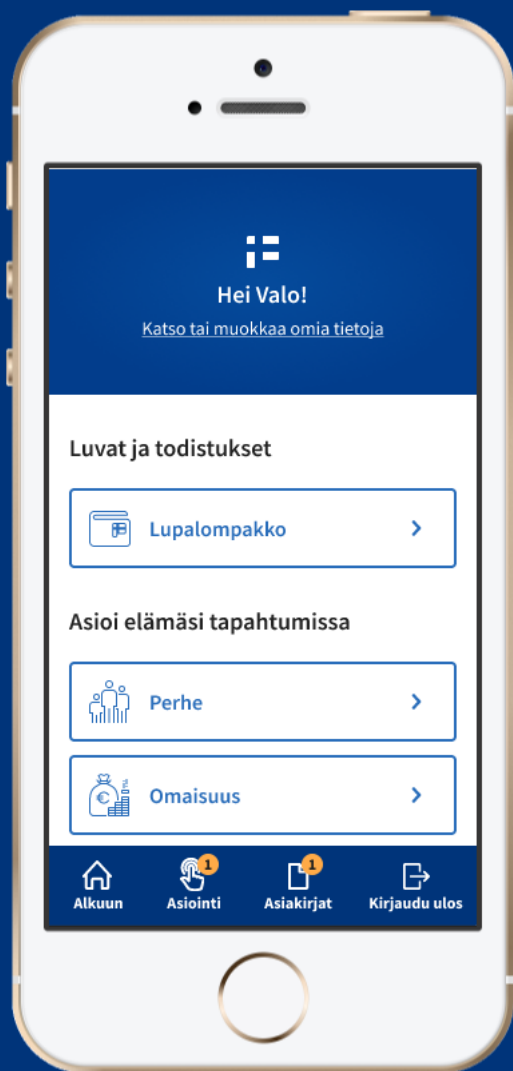 Hei Valo!
Katso tai muokkaa omia tietoja
Luvat ja todistukset
Lupalompakko
Asioi elämäsi tapahtumissa
Perhe
€ Omaisuus
1 1
Alkuun Asiointi Asiakirjat Kirjaudu ulos